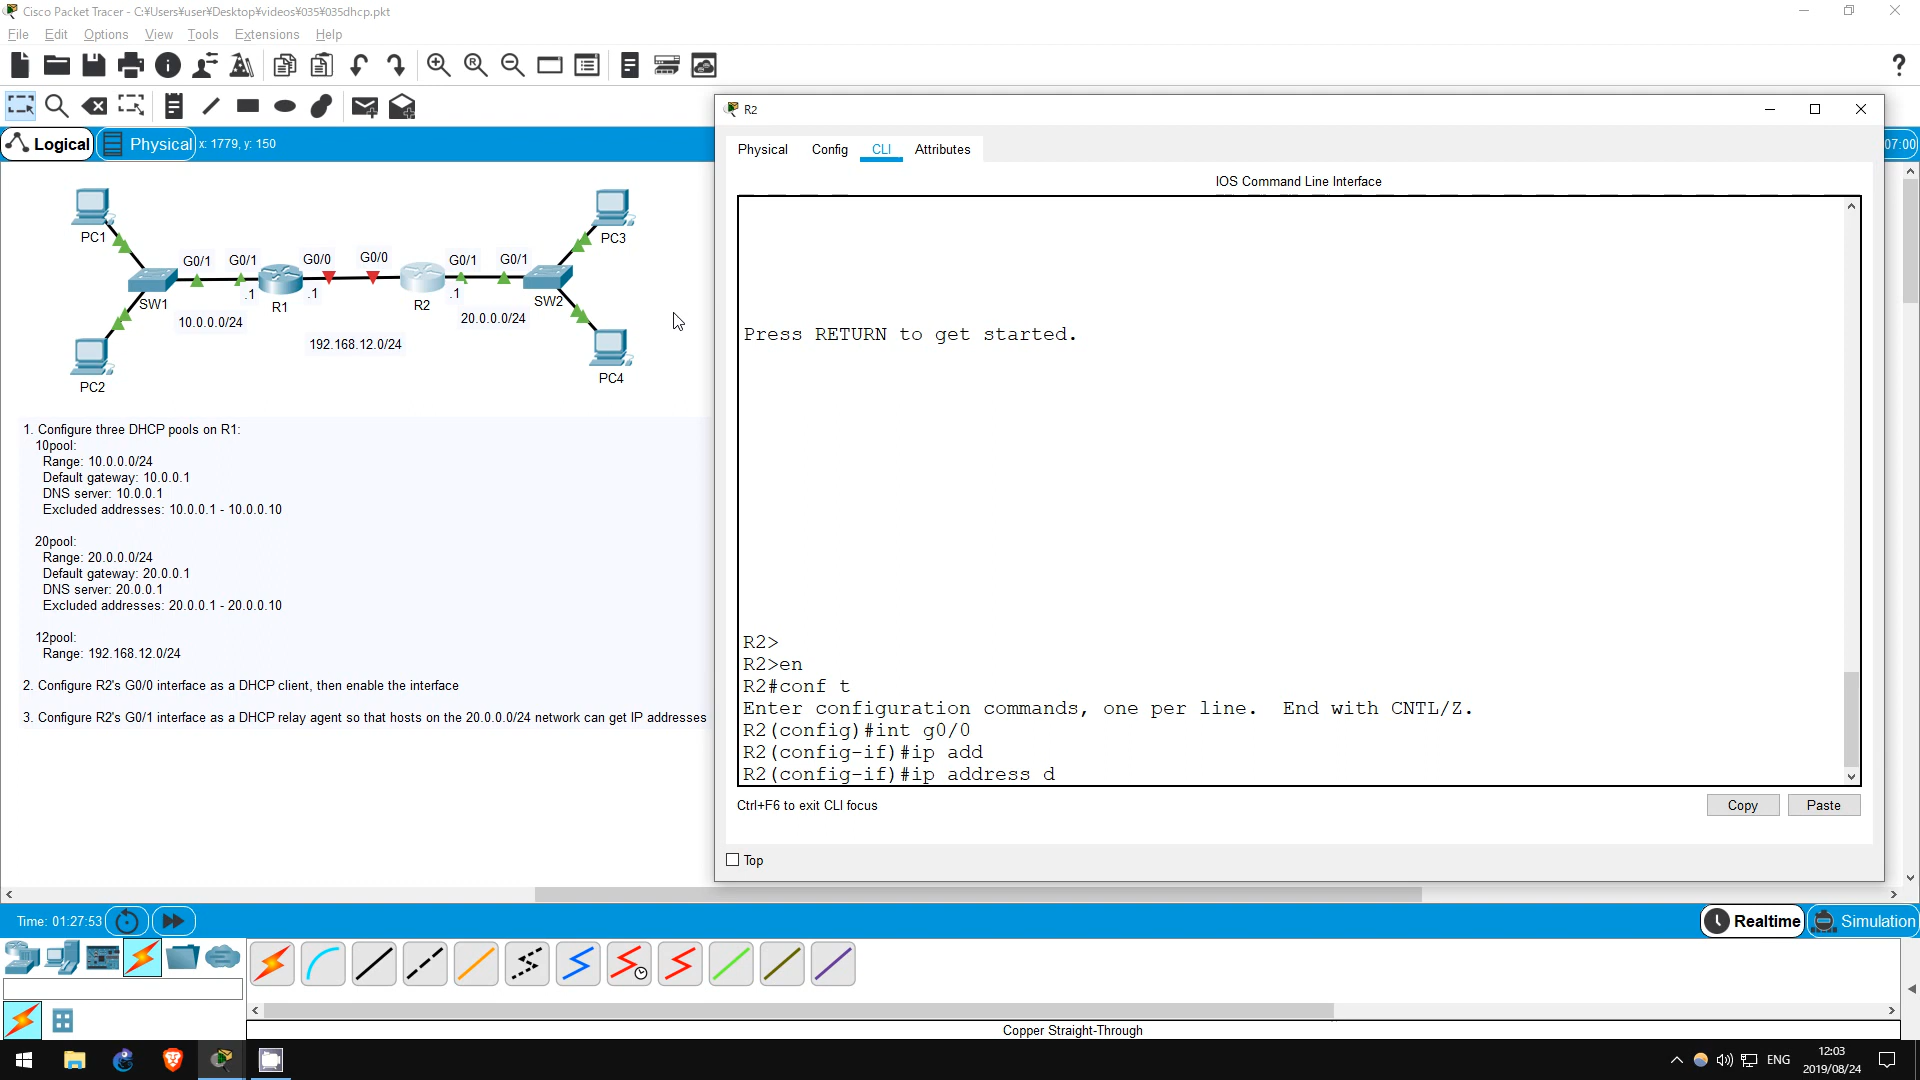 Cisco Packet Tracer - C:¥Users¥user¥Desktop¥videos¥035¥035dhcp.pkt
File Edit Options View Tools Extensions Help
Logical Physical x: 1779, y: 150
07:00
PC1
PC3
G0/1 G0/1 G0/0 G0/0 G0/1 G0/1
SW1 .1 R1 .1 R2 .1 SW2
10.0.0.0/24
20.0.0.0/24
192.168.12.0/24
PC2
PC4
1. Configure three DHCP pools on R1:
10pool:
Range: 10.0.0.0/24
Default gateway: 10.0.0.1
DNS server: 10.0.0.1
Excluded addresses: 10.0.0.1 - 10.0.0.10
20pool:
Range: 20.0.0.0/24
Default gateway: 20.0.0.1
DNS server: 20.0.0.1
Excluded addresses: 20.0.0.1 - 20.0.0.10
12pool:
Range: 192.168.12.0/24
2. Configure R2's G0/0 interface as a DHCP client, then enable the interface
3. Configure R2's G0/1 interface as a DHCP relay agent so that hosts on the 20.0.0.0/24 network can get IP addresses
R2
Physical Config CLI Attributes
IOS Command Line Interface
Press RETURN to get started.
R2>
R2>en
R2#conf t
Enter configuration commands, one per line. End with CNTL/Z.
R2(config)#int g0/0
R2(config-if)#ip add
R2(config-if)#ip address d
Ctrl+F6 to exit CLI focus
Copy Paste
Top
Time: 01:27:53
Realtime Simulation
Copper Straight-Through
ENG
12:03
2019/08/24